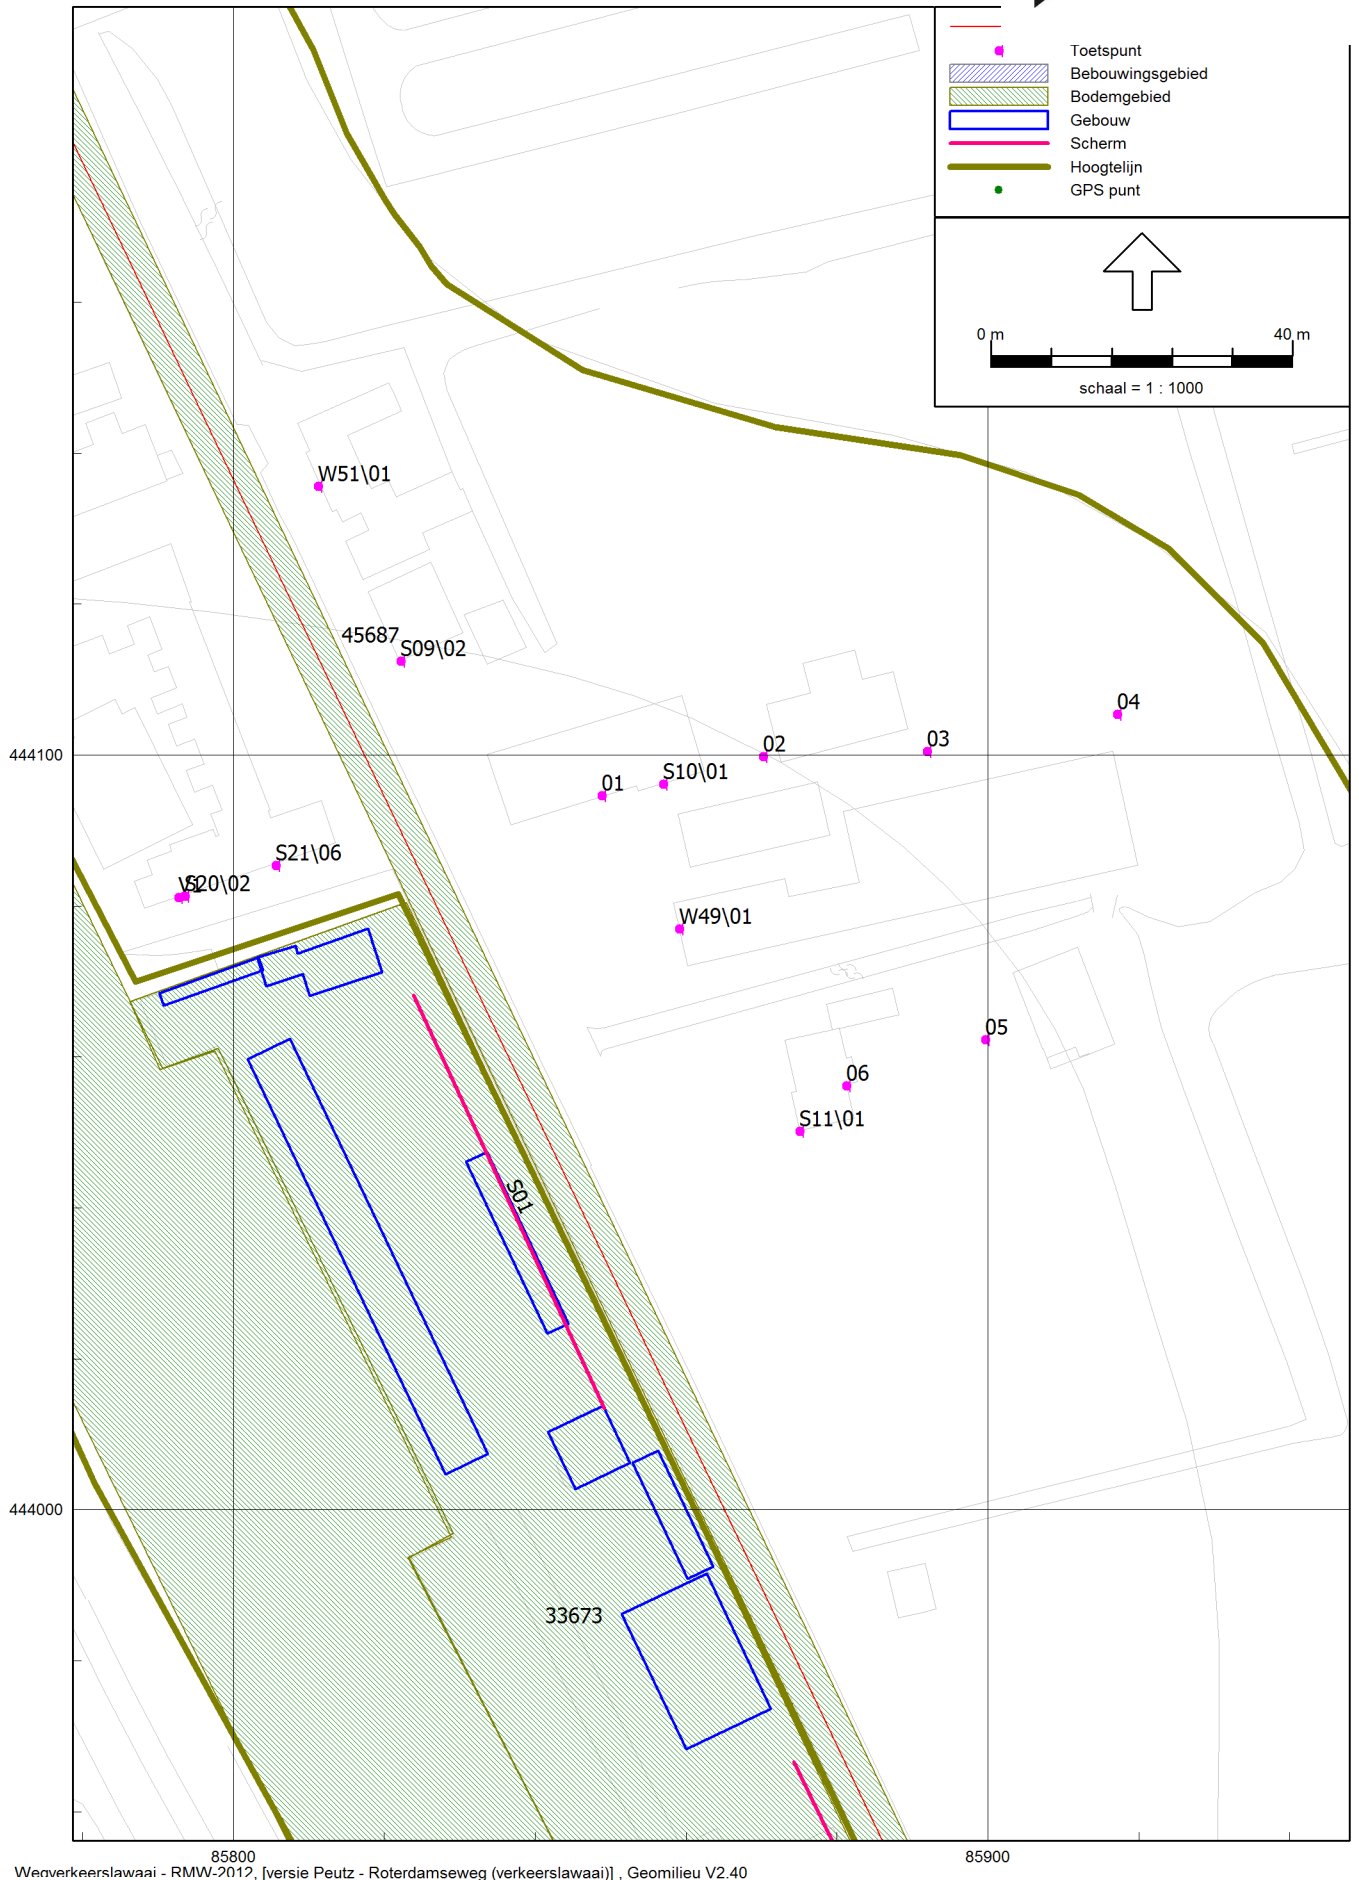 Toetspunt
Bebouwingsgebied
Bodemgebied
Gebouw
Scherm
Hoogtelijn
GPS punt
0 m
40 m
schaal = 1 : 1000
W51\01
45687
S09\02
04
03
02
444100
S10\01
01
S21\06
V1
S20\02
W49\01
05
06
S11\01
S01
444000
33673
85800
85900
Wegverkeerslawaai - RMW-2012, [versie Peutz - Roterdamseweg (verkeerslawaai)] , Geomilieu V2.40